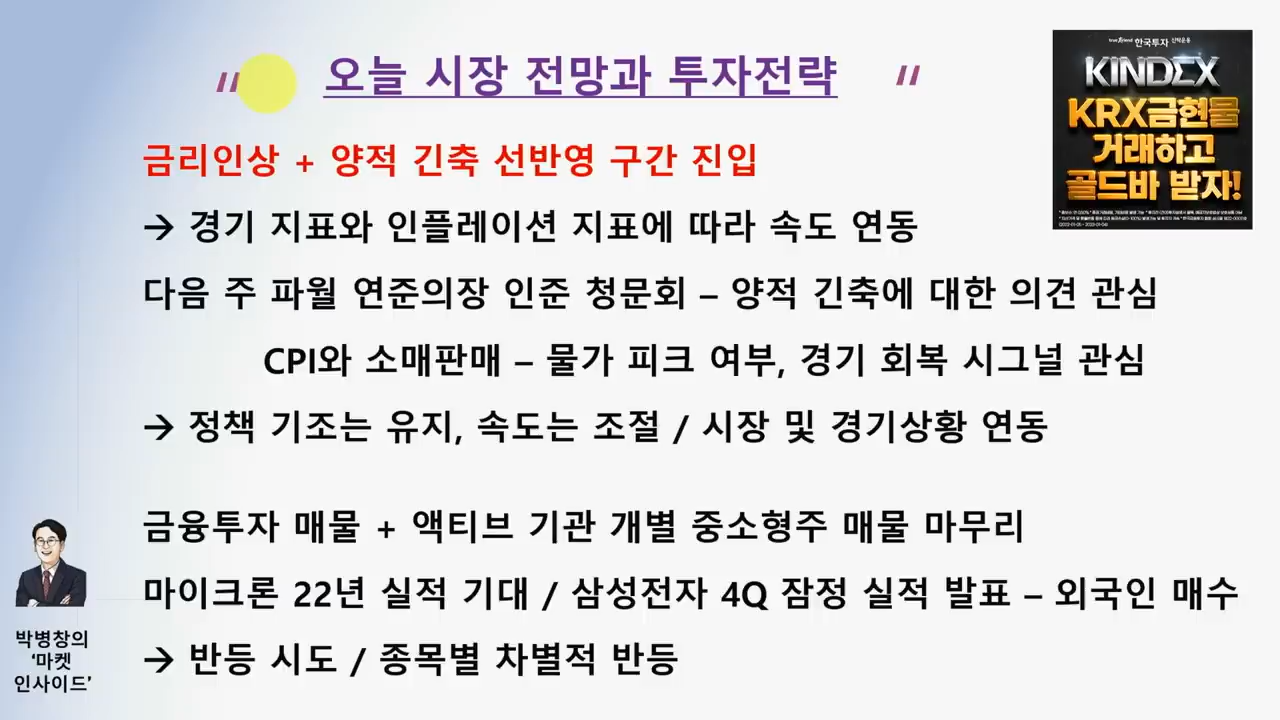 " 오늘 시장 전망과 투자전략 "
true friend 한국투자 신탁운용
KINDEX
KRX금현물
거래하고
골드바 받자!
금리인상 + 양적 긴축 선반영 구간 진입
→ 경기 지표와 인플레이션 지표에 따라 속도 연동
다음 주 파월 연준의장 인준 청문회 – 양적 긴축에 대한 의견 관심
CPI와 소매판매 – 물가 피크 여부, 경기 회복 시그널 관심
→ 정책 기조는 유지, 속도는 조절 / 시장 및 경기상황 연동
금융투자 매물 + 액티브 기관 개별 중소형주 매물 마무리
마이크론 22년 실적 기대 / 삼성전자 4Q 잠정 실적 발표 – 외국인 매수
→ 반등 시도 / 종목별 차별적 반등
박병창의
‘마켓
인사이드’